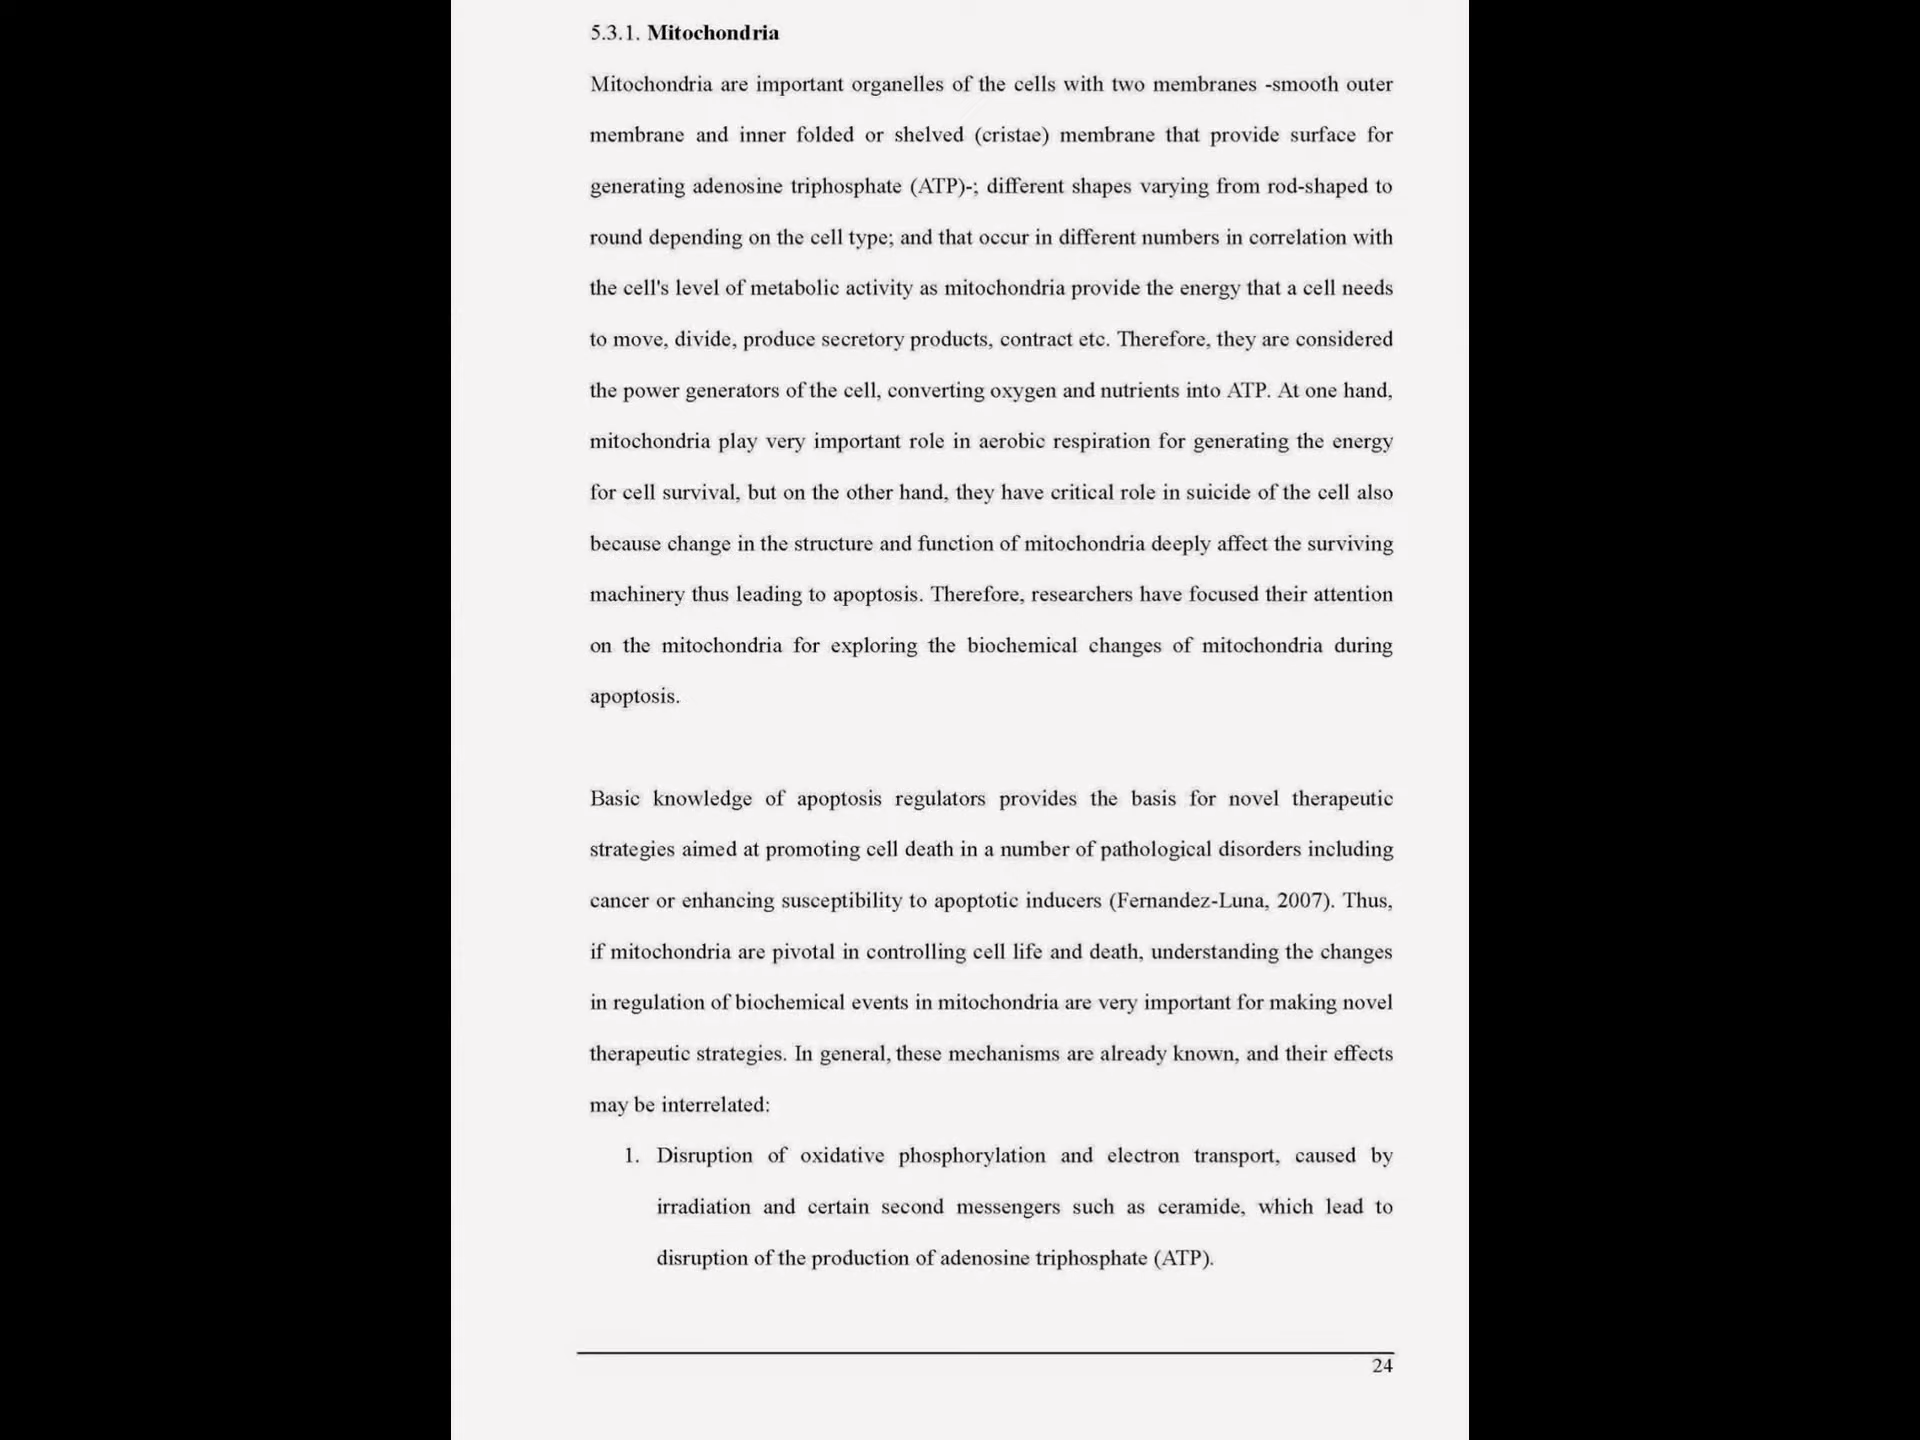 5.3.1. Mitochondria
Mitochondria are important organelles of the cells with two membranes -smooth outer
membrane and inner folded or shelved (cristae) membrane that provide surface for
generating adenosine triphosphate (ATP)-; different shapes varying from rod-shaped to
round depending on the cell type; and that occur in different numbers in correlation with
the cell's level of metabolic activity as mitochondria provide the energy that a cell needs
to move, divide, produce secretory products, contract etc. Therefore, they are considered
the power generators of the cell, converting oxygen and nutrients into ATP. At one hand,
mitochondria play very important role in aerobic respiration for generating the energy
for cell survival, but on the other hand, they have critical role in suicide of the cell also
because change in the structure and function of mitochondria deeply affect the surviving
machinery thus leading to apoptosis. Therefore, researchers have focused their attention
on the mitochondria for exploring the biochemical changes of mitochondria during
apoptosis.
Basic knowledge of apoptosis regulators provides the basis for novel therapeutic
strategies aimed at promoting cell death in a number of pathological disorders including
cancer or enhancing susceptibility to apoptotic inducers (Fernandez-Luna, 2007). Thus,
if mitochondria are pivotal in controlling cell life and death, understanding the changes
in regulation of biochemical events in mitochondria are very important for making novel
therapeutic strategies. In general, these mechanisms are already known, and their effects
may be interrelated:
1. Disruption of oxidative phosphorylation and electron transport, caused by
irradiation and certain second messengers such as ceramide, which lead to
disruption of the production of adenosine triphosphate (ATP).
24